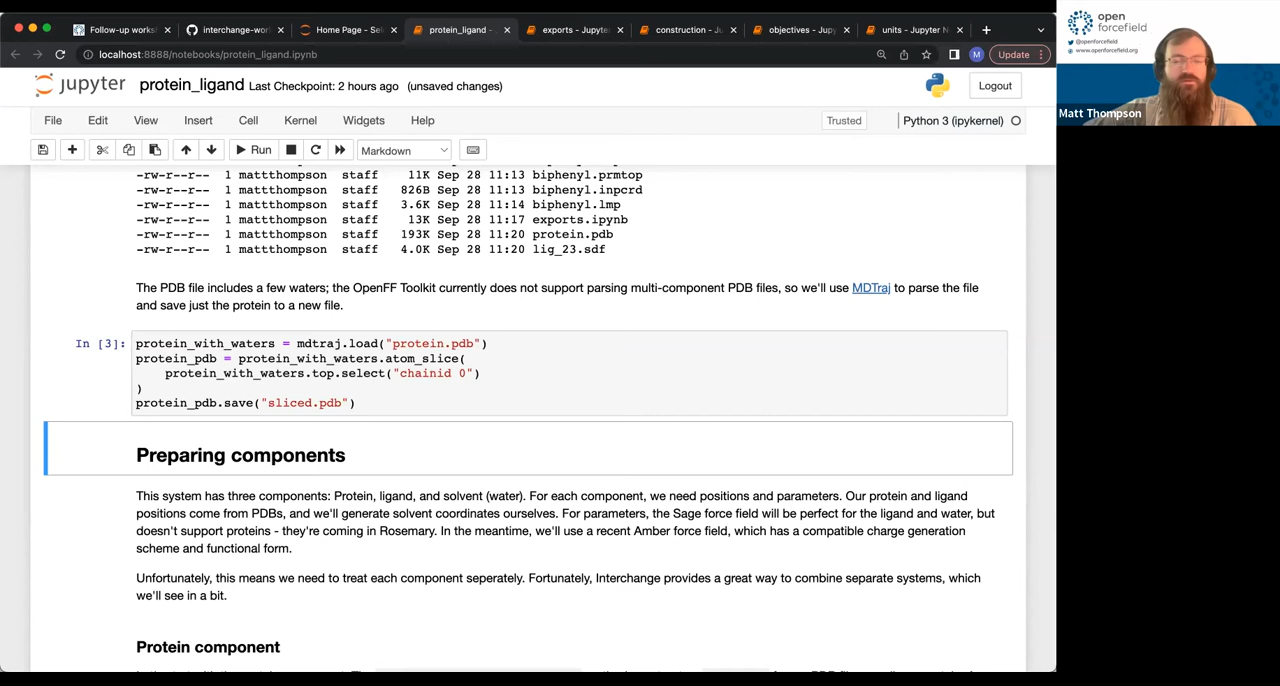 Follow-up works
interchange-wor
Home Page - Sel
protein_ligand -
exports - Jupyte
construction - Ju
objectives - Jupy
units - Jupyter N
localhost:8888/notebooks/protein_ligand.ipynb
M
Update
jupyter protein_ligand Last Checkpoint: 2 hours ago (unsaved changes)
Logout
File Edit View Insert Cell Kernel Widgets Help
Trusted
Python 3 (ipykernel)
Run
Markdown
-rw-r--r-- 1 mattthompson staff 11K Sep 28 11:13 biphenyl.prmtop
-rw-r--r-- 1 mattthompson staff 826B Sep 28 11:13 biphenyl.inpcrd
-rw-r--r-- 1 mattthompson staff 3.6K Sep 28 11:14 biphenyl.lmp
-rw-r--r-- 1 mattthompson staff 13K Sep 28 11:17 exports.ipynb
-rw-r--r-- 1 mattthompson staff 193K Sep 28 11:20 protein.pdb
-rw-r--r-- 1 mattthompson staff 4.0K Sep 28 11:20 lig_23.sdf
The PDB file includes a few waters; the OpenFF Toolkit currently does not support parsing multi-component PDB files, so we'll use MDTraj to parse the file
and save just the protein to a new file.
In [3]: protein_with_waters = mdtraj.load("protein.pdb")
protein_pdb = protein_with_waters.atom_slice(
protein_with_waters.top.select("chainid 0")
)
protein_pdb.save("sliced.pdb")
Preparing components
This system has three components: Protein, ligand, and solvent (water). For each component, we need positions and parameters. Our protein and ligand
positions come from PDBs, and we'll generate solvent coordinates ourselves. For parameters, the Sage force field will be perfect for the ligand and water, but
doesn't support proteins - they're coming in Rosemary. In the meantime, we'll use a recent Amber force field, which has a compatible charge generation
scheme and functional form.
Unfortunately, this means we need to treat each component seperately. Fortunately, Interchange provides a great way to combine separate systems, which
we'll see in a bit.
Protein component
open
forcefield
@openforcefield
www.openforcefield.org
Matt Thompson